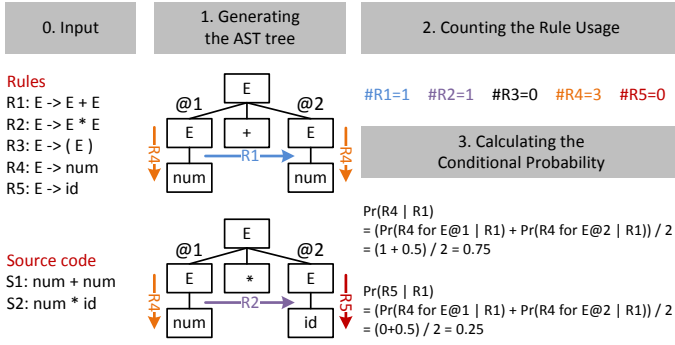 0. Input
1. Generating
the AST tree
2. Counting the Rule Usage
Rules
R1: E -> E + E
R2: E -> E * E
R3: E -> ( E )
R4: E -> num
R5: E -> id
E
@1
@2
E
+
E
R4
R1
R4
num
num
#R1=1
#R2=1
#R3=0
#R4=3
#R5=0
3. Calculating the
Conditional Probability
Source code
S1: num + num
S2: num * id
E
@1
@2
E
*
E
R4
R2
R5
num
id
Pr(R4 | R1)
= (Pr(R4 for E@1 | R1) + Pr(R4 for E@2 | R1)) / 2
= (1 + 0.5) / 2 = 0.75
Pr(R5 | R1)
= (Pr(R4 for E@1 | R1) + Pr(R4 for E@2 | R1)) / 2
= (0+0.5) / 2 = 0.25